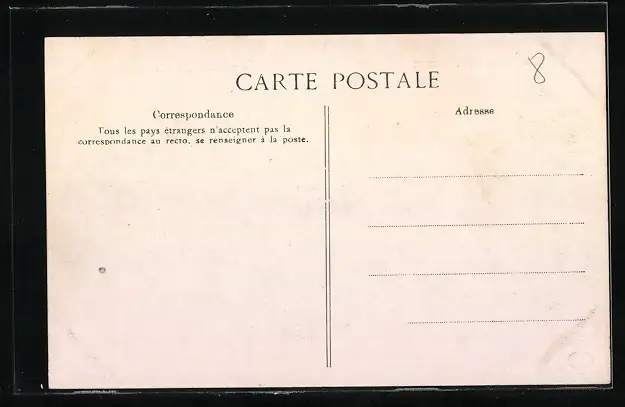 CARTE POSTALE
8
Correspondance
Tous les pays étrangers n'acceptent pas la
correspondance au recto, se renseigner à la poste.
Adresse